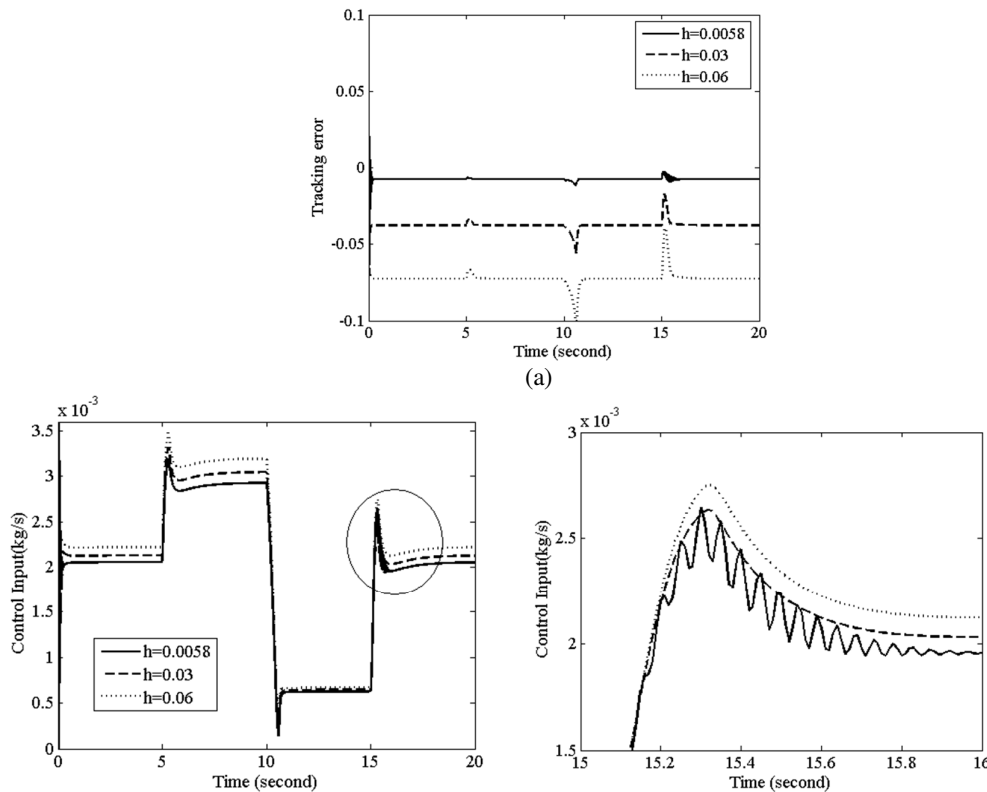 0.1
0.05
0
-0.05
-0.1
Tracking error
h=0.0058
h=0.03
h=0.06
0 5 10 15 20
Time (second)
(a)
x 10-3
3.5
3
2.5
2
1.5
1
0.5
0
Control Input(kg/s)
h=0.0058
h=0.03
h=0.06
0 5 10 15 20
Time (second)
x 10-3
3
2.5
2
1.5
Control Input(kg/s)
15 15.2 15.4 15.6 15.8 16
Time (second)